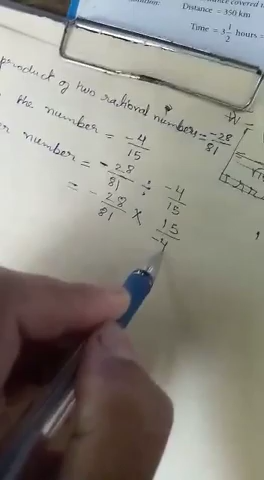 Distance = 350 km
Time = 3 1/2 hours =
product of two rational number = -28/81
the number = -4/15
number = -28/81 ÷ -4/15
= -28/81 × 15/-4